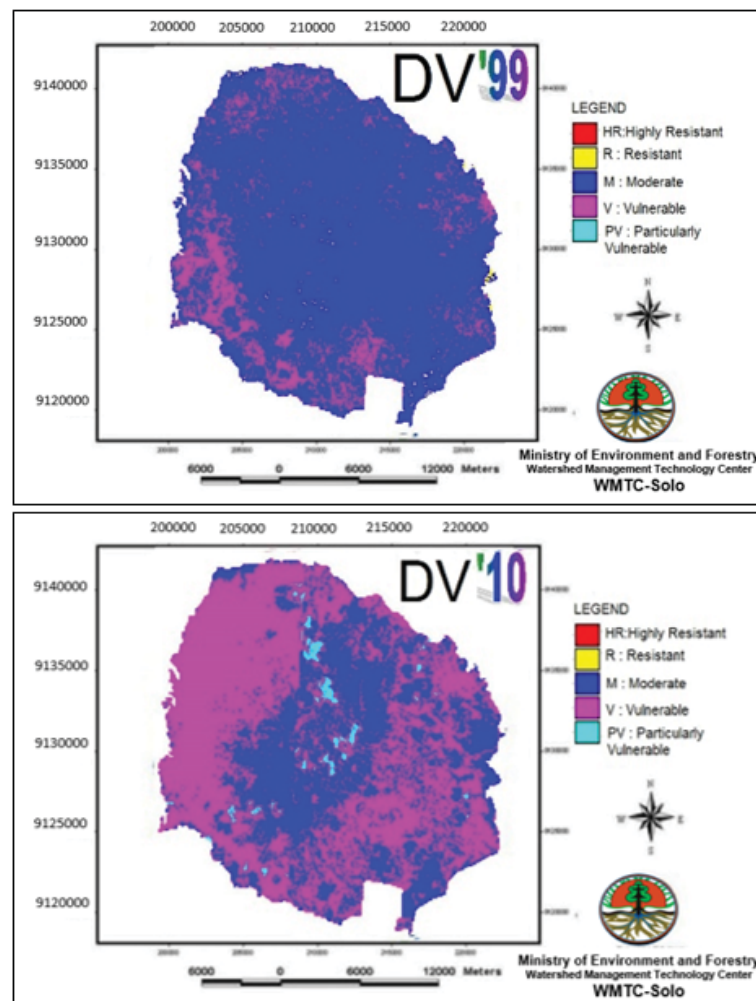 200000 205000 210000 215000 220000
DV'99
9140000
9135000
9130000
9125000
9120000
LEGEND
HR:Highly Resistant
R : Resistant
M : Moderate
V : Vulnerable
PV : Particularly
Vulnerable
N
W E
S
6000 0 6000 12000 Meters
Ministry of Environment and Forestry
Watershed Management Technology Center
WMTC-Solo
200000 205000 210000 215000 220000
DV'10
9140000
9135000
9130000
9125000
9120000
LEGEND
HR:Highly Resistant
R : Resistant
M : Moderate
V : Vulnerable
PV : Particularly
Vulnerable
N
W E
S
6000 0 6000 12000 Meters
Ministry of Environment and Forestry
Watershed Management Technology Center
WMTC-Solo